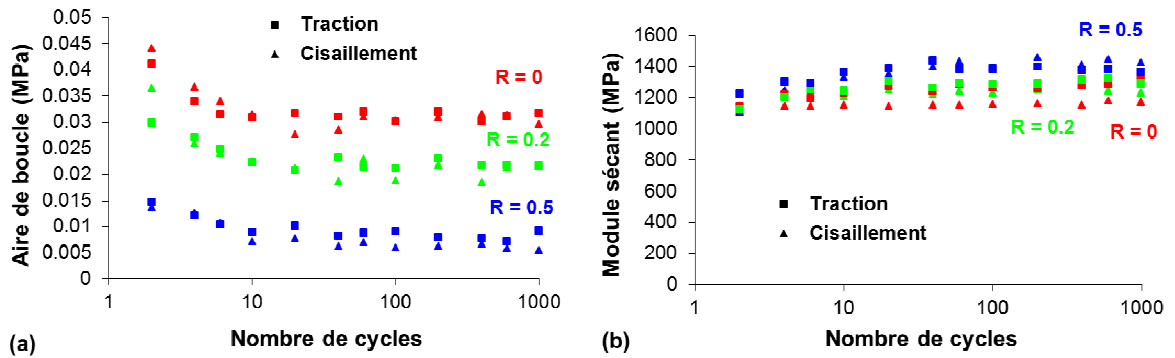 0.05
0.045
0.04
0.035
0.03
0.025
0.02
0.015
0.01
0.005
0
Aire de boucle (MPa)
Traction
Cisaillement
R = 0
R = 0.2
R = 0.5
1
10
100
1000
Nombre de cycles
(a)
1600
1400
1200
1000
800
600
400
200
0
Module sécant (MPa)
R = 0.5
R = 0.2
R = 0
Traction
Cisaillement
1
10
100
1000
Nombre de cycles
(b)